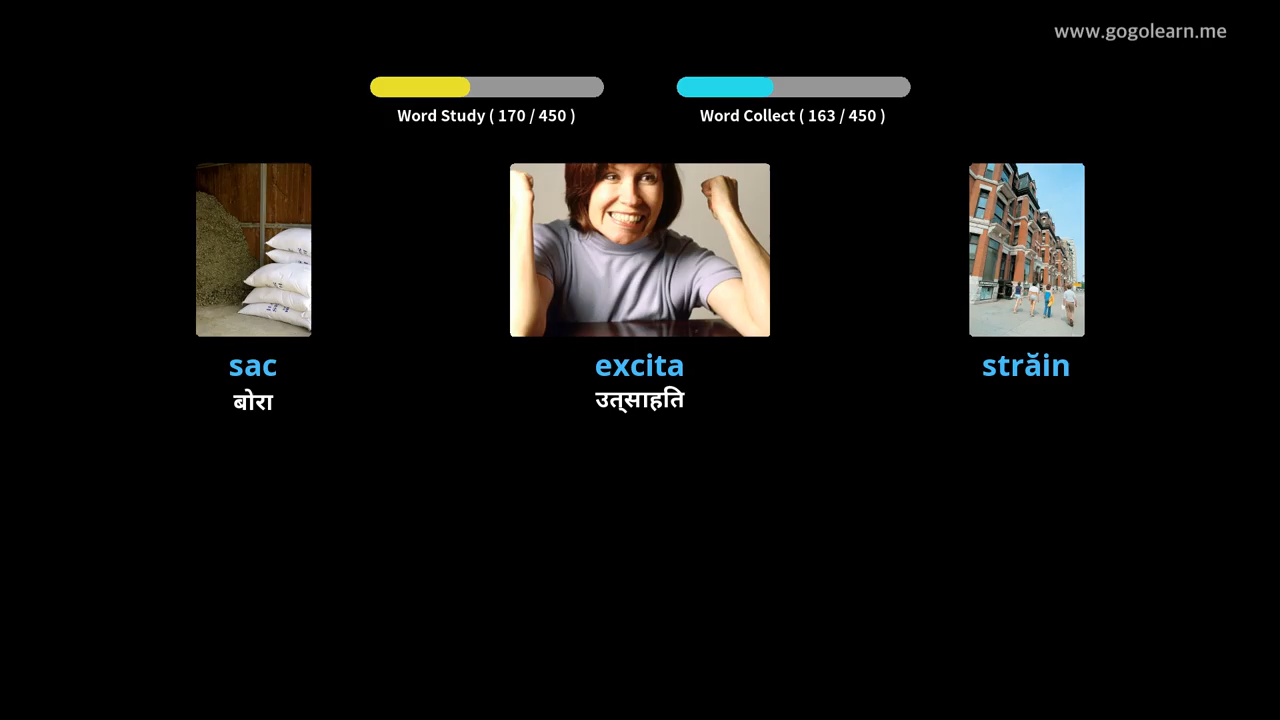 www.gogolearn.me
Word Study ( 170 / 450 )
Word Collect ( 163 / 450 )
sac
excita
străin
बोरा
उत्साहति